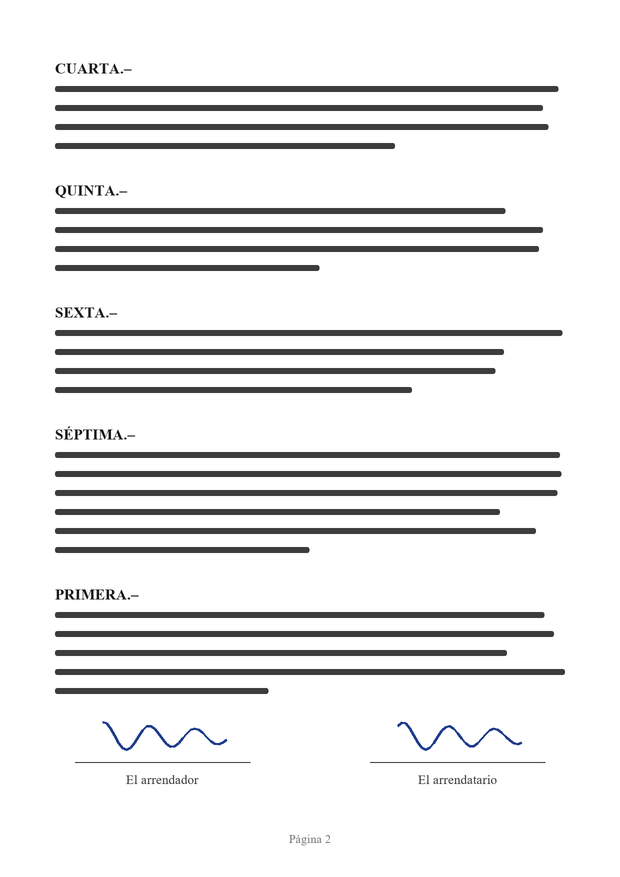 CUARTA.–
QUINTA.–
SEXTA.–
SÉPTIMA.–
PRIMERA.–
El arrendador
El arrendatario
Página 2